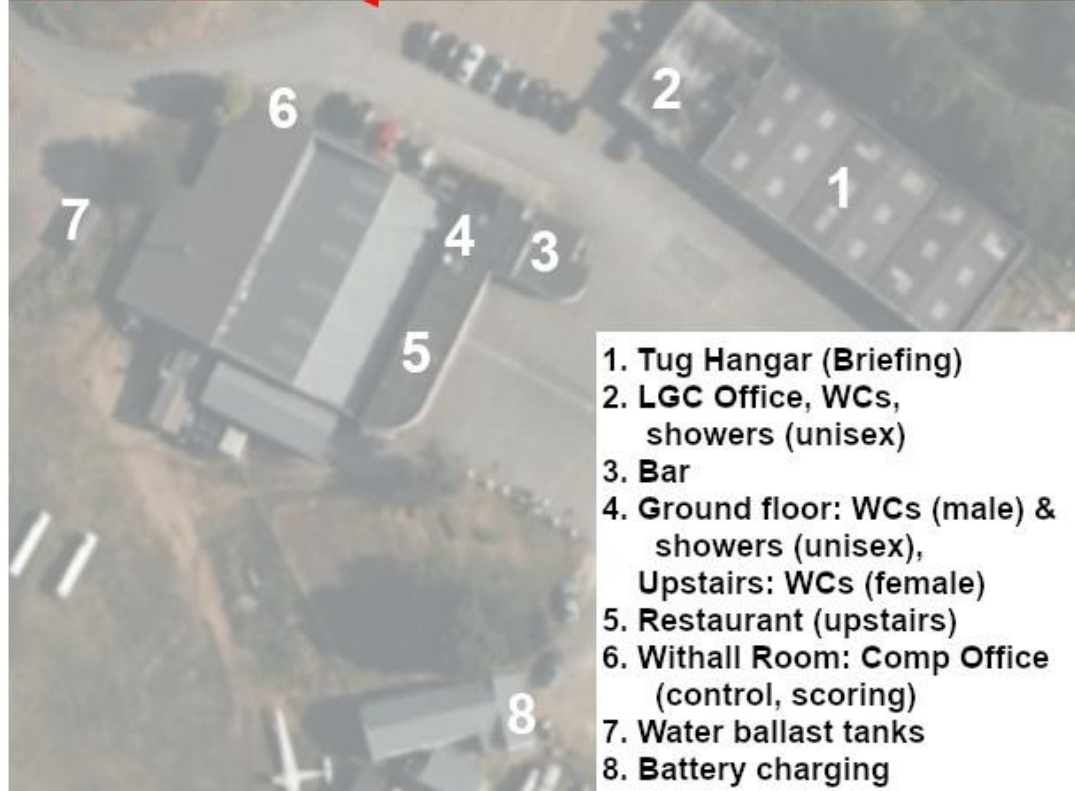 2
6
1
7
4
3
5
8
1. Tug Hangar (Briefing)
2. LGC Office, WCs,
showers (unisex)
3. Bar
4. Ground floor: WCs (male) &
showers (unisex),
Upstairs: WCs (female)
5. Restaurant (upstairs)
6. Withall Room: Comp Office
(control, scoring)
7. Water ballast tanks
8. Battery charging